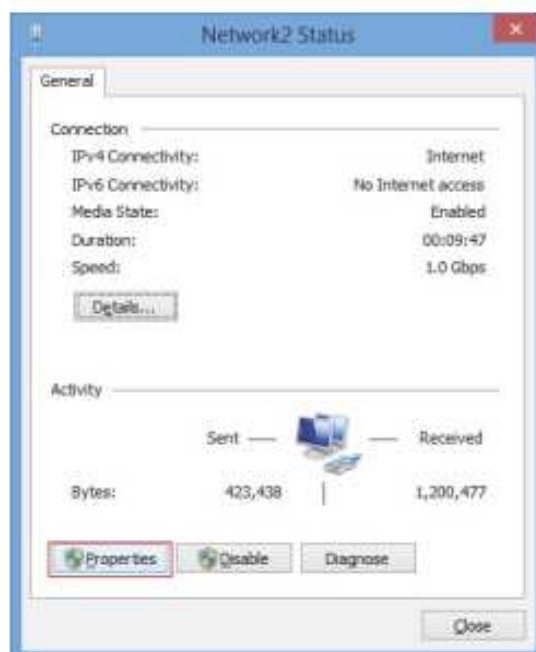 Network2 Status
General
Connection
IPv4 Connectivity: Internet
IPv6 Connectivity: No Internet access
Media State: Enabled
Duration: 00:09:47
Speed: 1.0 Gbps
Details...
Activity
Sent Received
Bytes: 423,438 1,200,477
Properties Disable Diagnose
Close